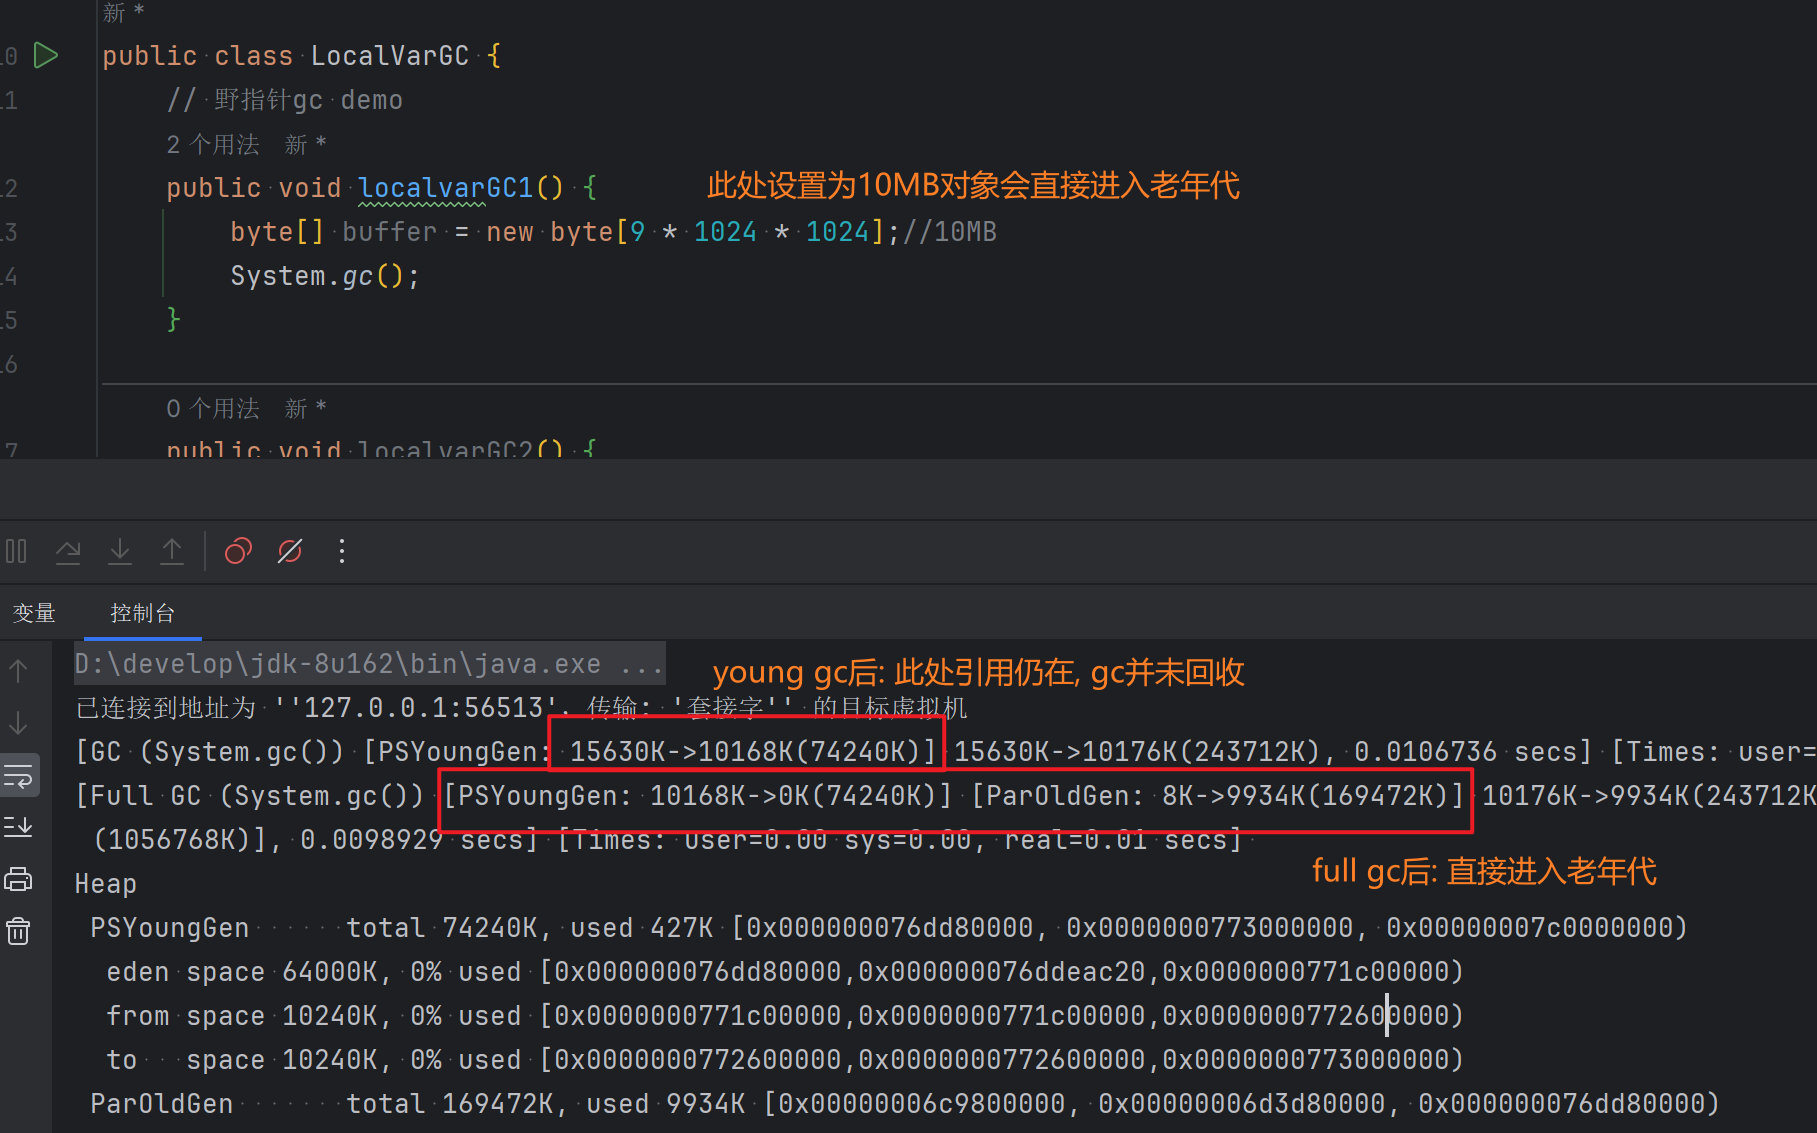 新 *
10 public class LocalVarGC {
11 // 野指针gc demo
2 个用法 新 *
12 public void localvarGC1() {
此处设置为10MB对象会直接进入老年代
13 byte[] buffer = new byte[9 * 1024 * 1024];//10MB
14 System.gc();
15 }
16
0 个用法 新 *
17 public void localvarGC2() {
变量 控制台
D:\develop\jdk-8u162\bin\java.exe ...
young gc后: 此处引用仍在, gc并未回收
已连接到地址为 ''127.0.0.1:56513', 传输: '套接字'' 的目标虚拟机
[GC (System.gc()) [PSYoungGen: 15630K->10168K(74240K)] 15630K->10176K(243712K), 0.0106736 secs] [Times: user=
[Full GC (System.gc()) [PSYoungGen: 10168K->0K(74240K)] [ParOldGen: 8K->9934K(169472K)] 10176K->9934K(243712K
(1056768K)], 0.0098929 secs] [Times: user=0.00 sys=0.00, real=0.01 secs]
full gc后: 直接进入老年代
Heap
PSYoungGen total 74240K, used 427K [0x000000076dd80000, 0x0000000773000000, 0x00000007c0000000)
eden space 64000K, 0% used [0x000000076dd80000,0x000000076ddeac20,0x0000000771c00000)
from space 10240K, 0% used [0x0000000771c00000,0x0000000771c00000,0x0000000772600000)
to space 10240K, 0% used [0x0000000772600000,0x0000000772600000,0x0000000773000000)
ParOldGen total 169472K, used 9934K [0x00000006c9800000, 0x00000006d3d80000, 0x000000076dd80000)